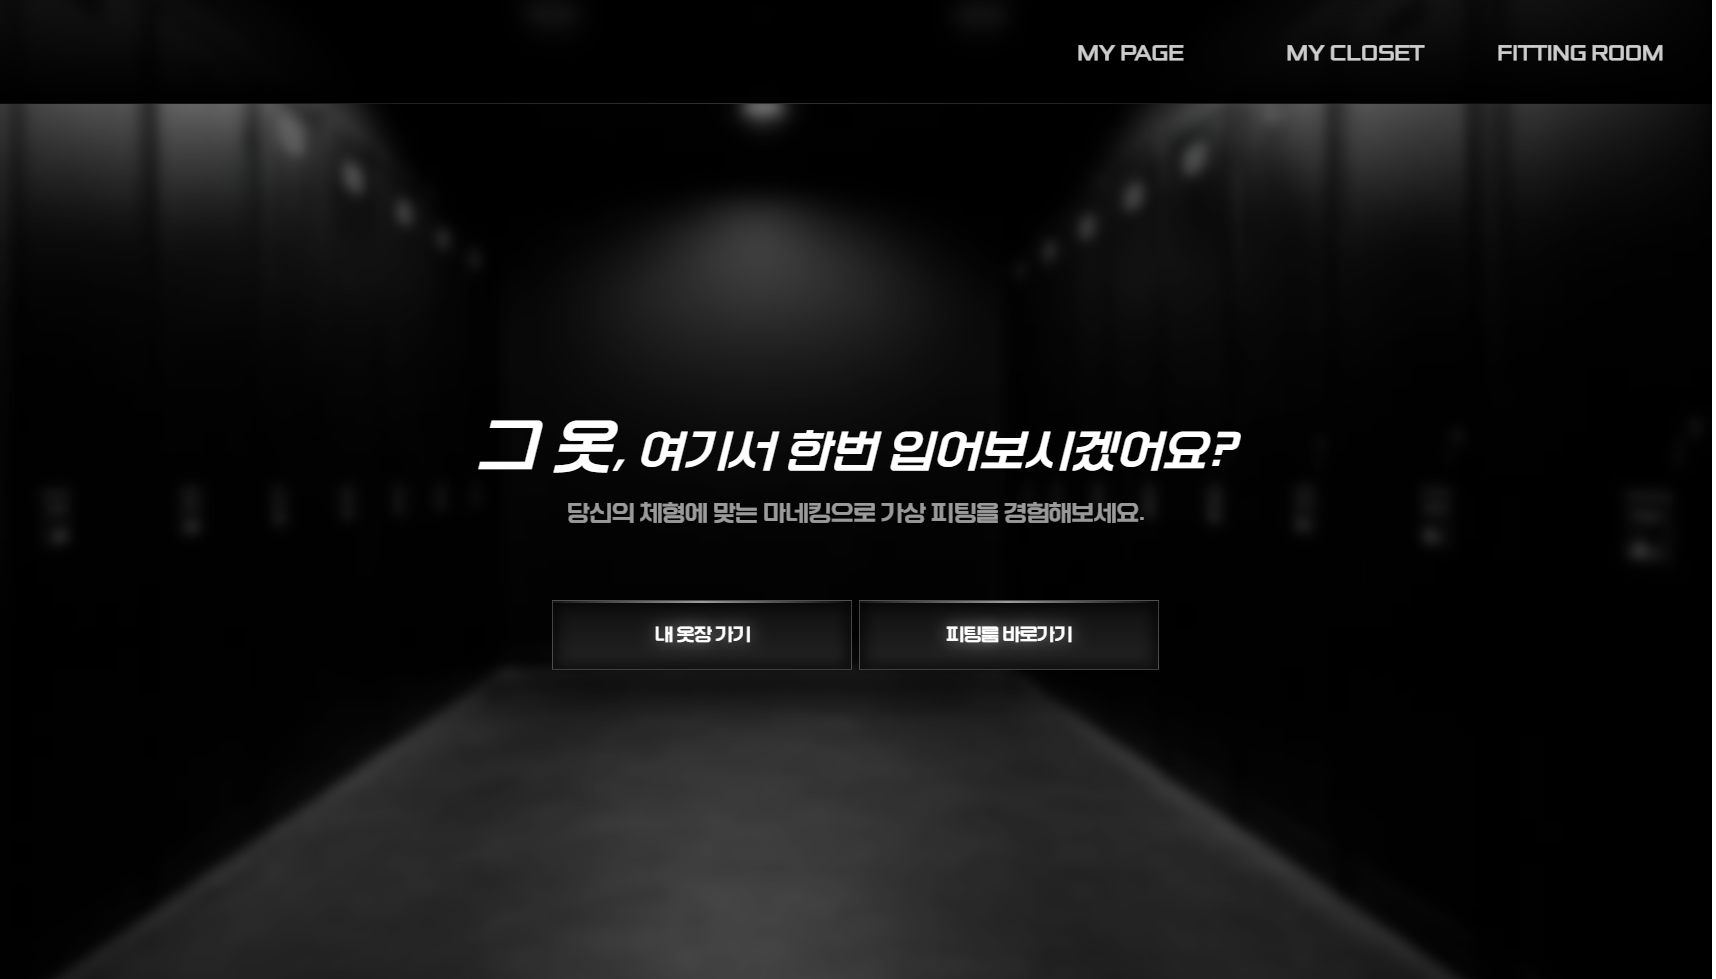 MY PAGE MY CLOSET FITTING ROOM
그 옷, 여기서 한번 입어보시겠어요?
당신의 체형에 맞는 마네킹으로 가상 피팅을 경험해보세요.
내 옷장 가기 피팅룸 바로가기